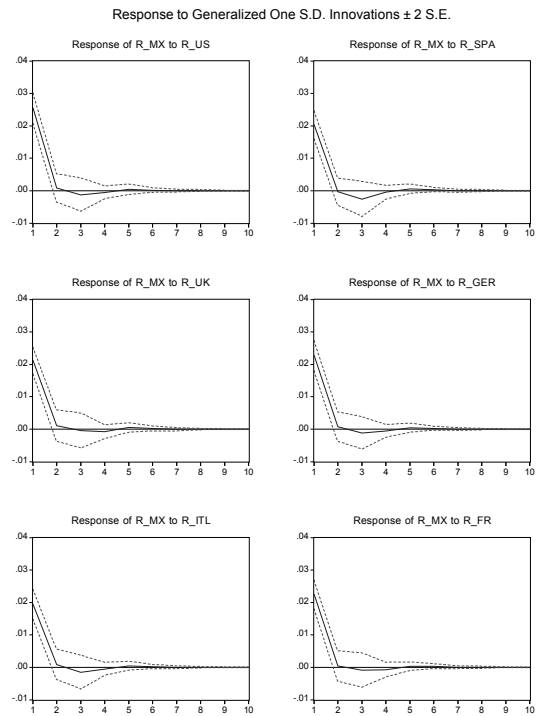 Response to Generalized One S.D. Innovations ± 2 S.E.
Response of R_MX to R_US
.04
.03
.02
.01
.00
-.01
1 2 3 4 5 6 7 8 9 10
Response of R_MX to R_SPA
.04
.03
.02
.01
.00
-.01
1 2 3 4 5 6 7 8 9 10
Response of R_MX to R_UK
.04
.03
.02
.01
.00
-.01
1 2 3 4 5 6 7 8 9 10
Response of R_MX to R_GER
.04
.03
.02
.01
.00
-.01
1 2 3 4 5 6 7 8 9 10
Response of R_MX to R_ITL
.04
.03
.02
.01
.00
-.01
1 2 3 4 5 6 7 8 9 10
Response of R_MX to R_FR
.04
.03
.02
.01
.00
-.01
1 2 3 4 5 6 7 8 9 10